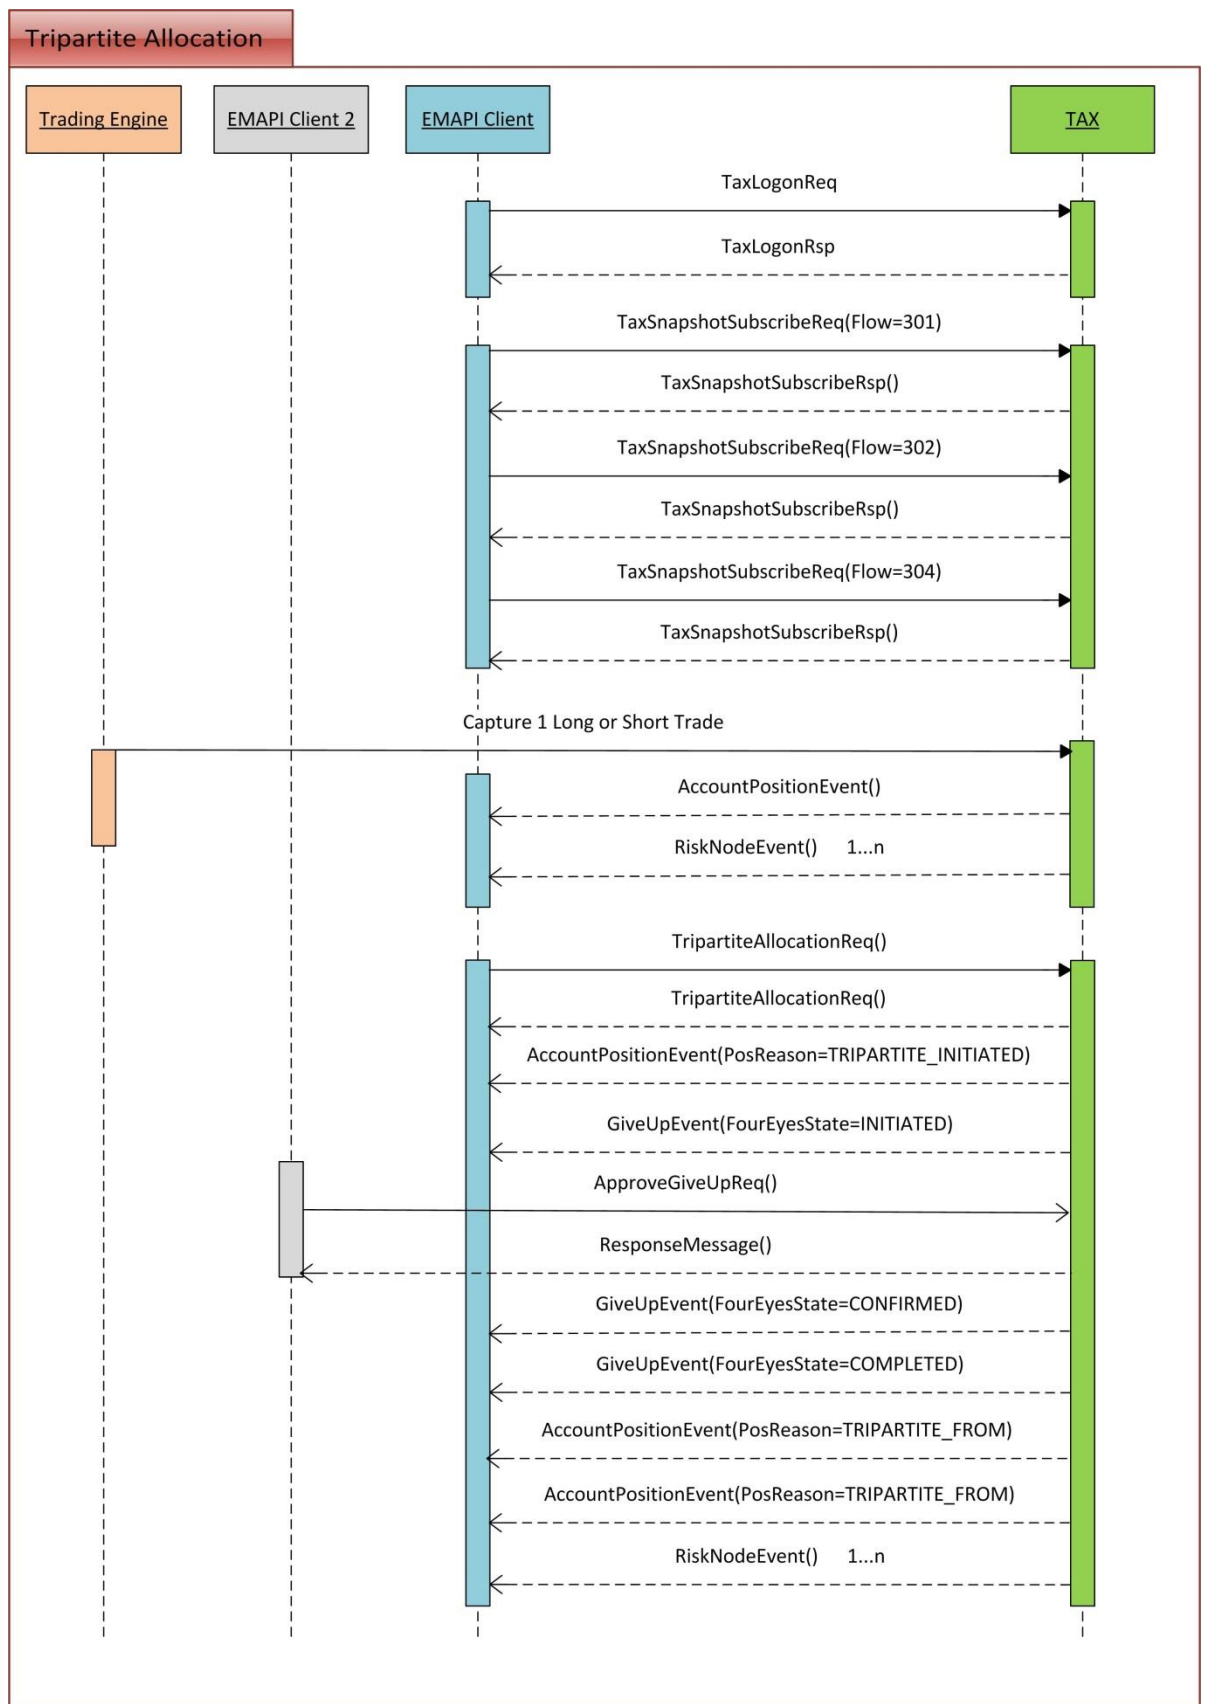 Tripartite Allocation
Trading Engine
EMAPI Client 2
EMAPI Client
TAX
TaxLogonReq
TaxLogonRsp
TaxSnapshotSubscribeReq(Flow=301)
TaxSnapshotSubscribeRsp()
TaxSnapshotSubscribeReq(Flow=302)
TaxSnapshotSubscribeRsp()
TaxSnapshotSubscribeReq(Flow=304)
TaxSnapshotSubscribeRsp()
Capture 1 Long or Short Trade
AccountPositionEvent()
RiskNodeEvent() 1...n
TripartiteAllocationReq()
TripartiteAllocationReq()
AccountPositionEvent(PosReason=TRIPARTITE_INITIATED)
GiveUpEvent(FourEyesState=INITIATED)
ApproveGiveUpReq()
ResponseMessage()
GiveUpEvent(FourEyesState=CONFIRMED)
GiveUpEvent(FourEyesState=COMPLETED)
AccountPositionEvent(PosReason=TRIPARTITE_FROM)
AccountPositionEvent(PosReason=TRIPARTITE_FROM)
RiskNodeEvent() 1...n